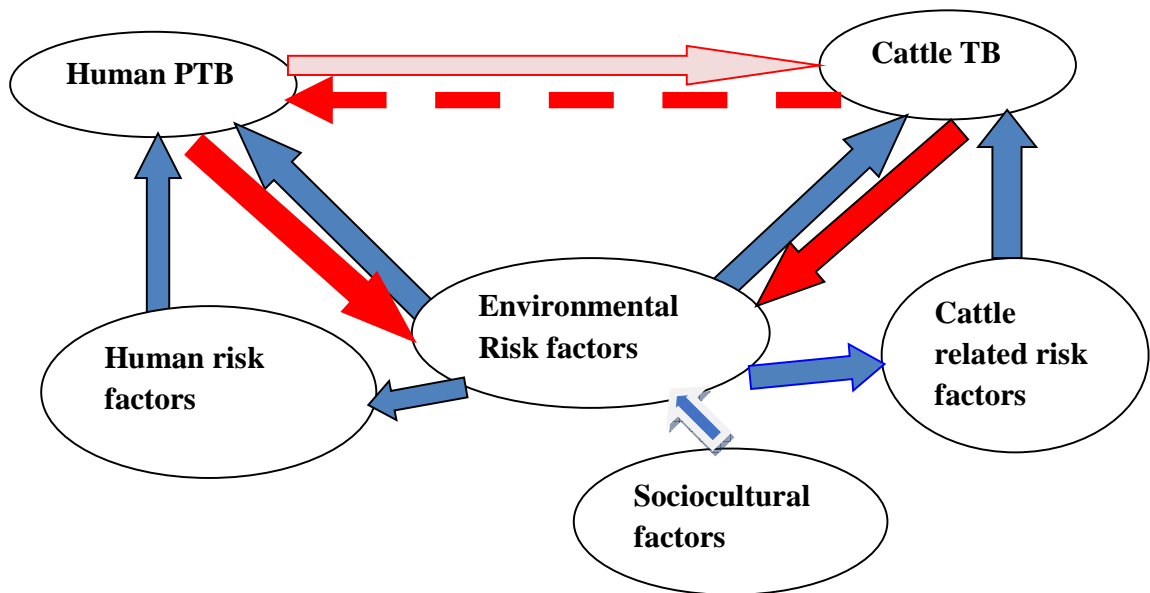 Human PTB
Cattle TB
Environmental
Risk factors
Human risk
factors
Cattle
related risk
factors
Sociocultural
factors